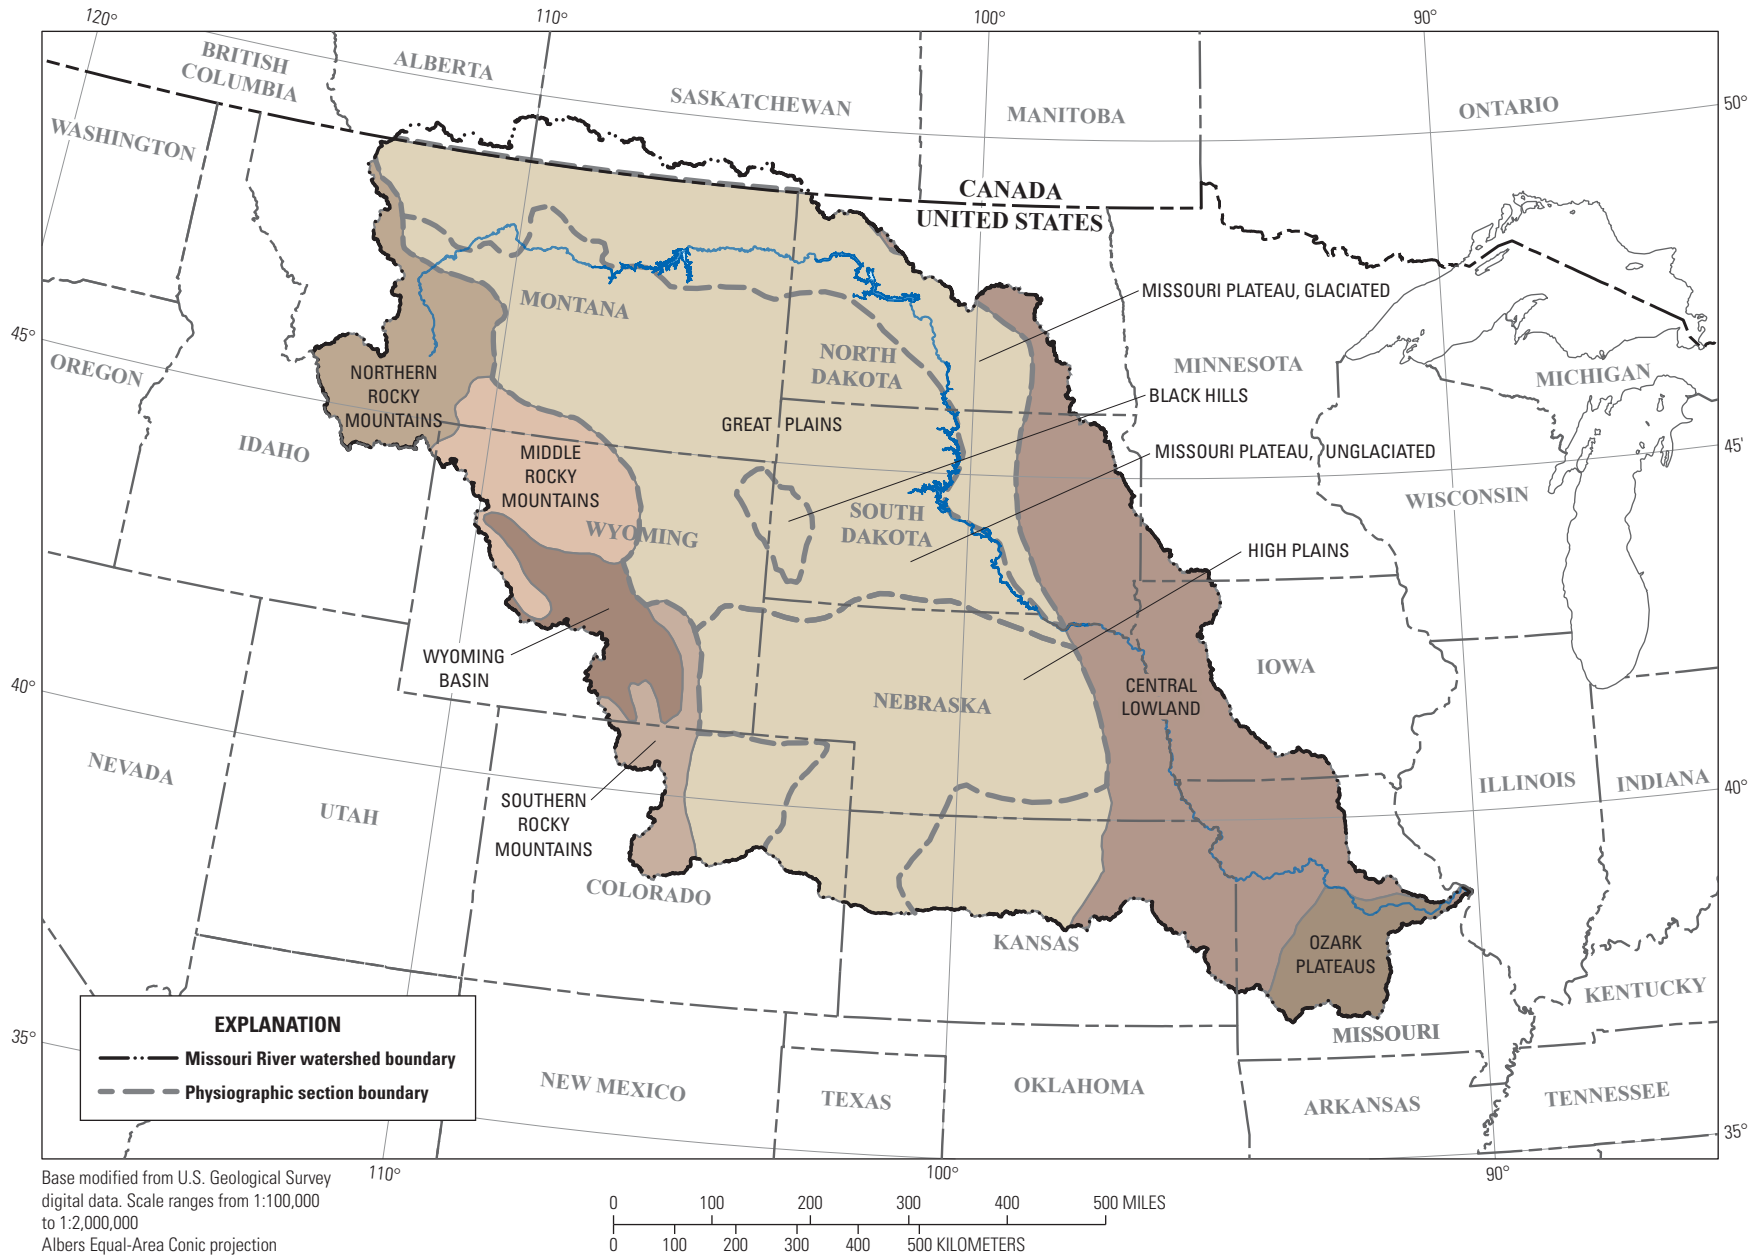 120°
110°
100°
90°
BRITISH
COLUMBIA
ALBERTA
SASKATCHEWAN
MANITOBA
ONTARIO
50°
WASHINGTON
CANADA
UNITED STATES
MONTANA
MISSOURI PLATEAU, GLACIATED
45°
OREGON
NORTHERN
ROCKY
MOUNTAINS
NORTH
DAKOTA
MINNESOTA
MICHIGAN
BLACK HILLS
GREAT PLAINS
IDAHO
MIDDLE
ROCKY
MOUNTAINS
MISSOURI PLATEAU, UNGLACIATED
45'
WISCONSIN
WYOMING
SOUTH
DAKOTA
HIGH PLAINS
WYOMING
BASIN
IOWA
40°
NEBRASKA
CENTRAL
LOWLAND
NEVADA
UTAH
ILLINOIS
INDIANA
40°
SOUTHERN
ROCKY
MOUNTAINS
COLORADO
KANSAS
OZARK
PLATEAUS
KENTUCKY
MISSOURI
35°
EXPLANATION
Missouri River watershed boundary
Physiographic section boundary
NEW MEXICO
TEXAS
OKLAHOMA
ARKANSAS
TENNESSEE
35°
110°
100°
90°
Base modified from U.S. Geological Survey
digital data. Scale ranges from 1:100,000
to 1:2,000,000
Albers Equal-Area Conic projection
0 100 200 300 400 500 MILES
0 100 200 300 400 500 KILOMETERS